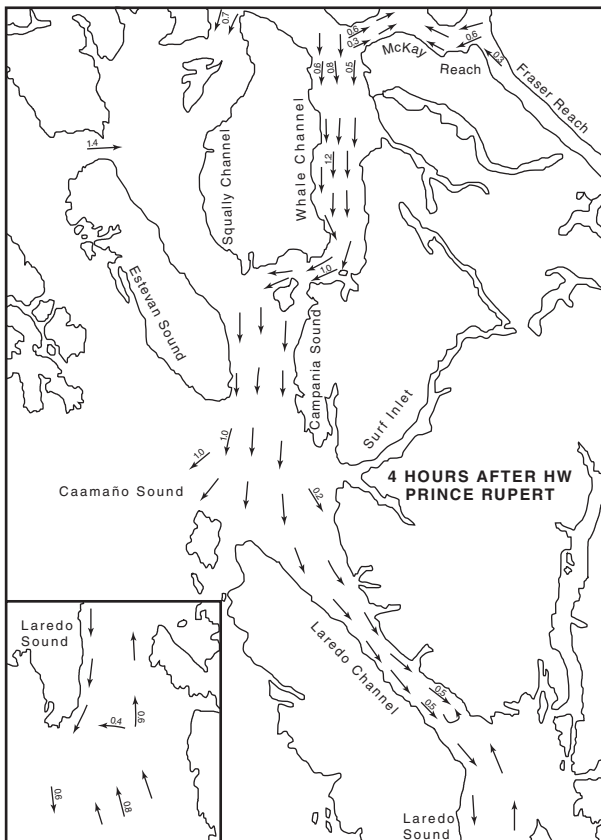 0.7
0.6
0.3
McKay
Reach
0.6
0.3
Fraser Reach
0.6
0.8
0.5
1.4
Squally Channel
Whale Channel
1.2
1.0
Estevan Sound
Campania Sound
Surf Inlet
1.0
1.0
Caamaño Sound
0.2
4 HOURS AFTER HW
PRINCE RUPERT
Laredo Channel
0.5
0.5
Laredo
Sound
Laredo
Sound
0.4
0.6
0.6
0.8